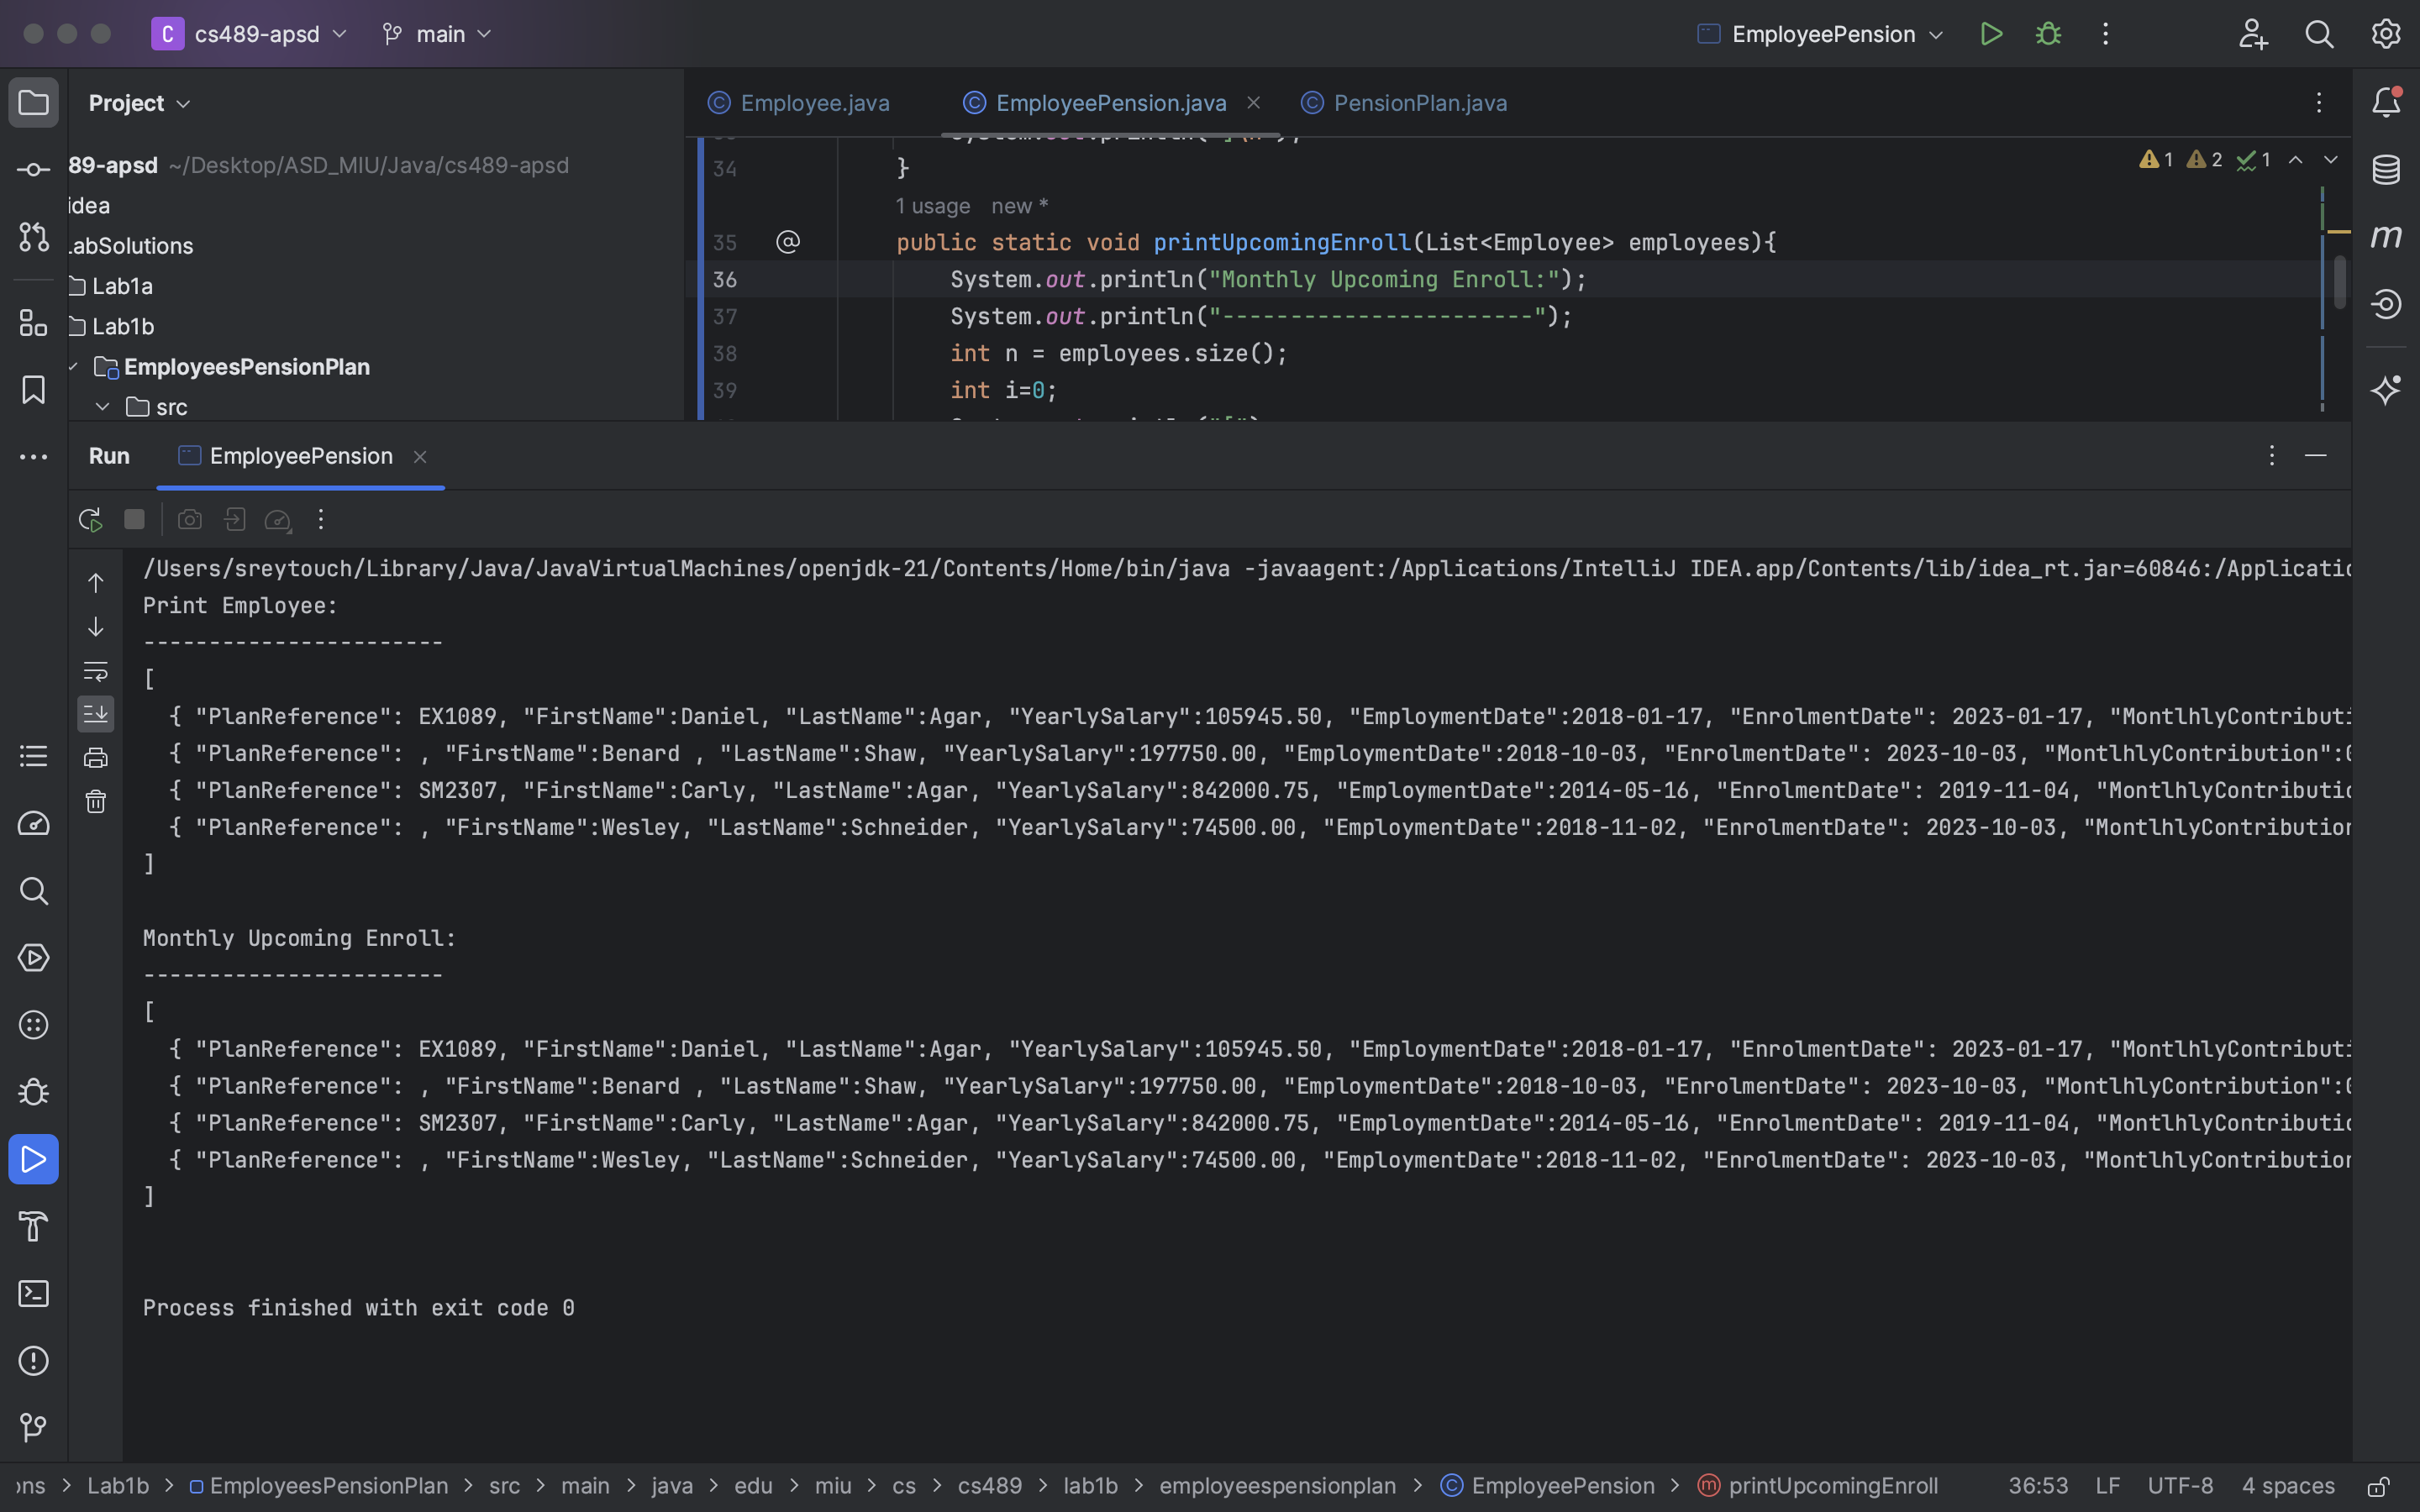 C cs489-apsd main EmployeePension
Project
Employee.java EmployeePension.java PensionPlan.java
89-apsd ~/Desktop/ASD_MIU/Java/cs489-apsd
idea
LabSolutions
Lab1a
Lab1b
EmployeesPensionPlan
src
34 }
1 usage new *
1 2 1
35 @ public static void printUpcomingEnroll(List<Employee> employees){
36 System.out.println("Monthly Upcoming Enroll:");
37 System.out.println("-----------------------");
38 int n = employees.size();
39 int i=0;
Run EmployeePension
/Users/sreytouch/Library/Java/JavaVirtualMachines/openjdk-21/Contents/Home/bin/java -javaagent:/Applications/IntelliJ IDEA.app/Contents/lib/idea_rt.jar=60846:/Applicatio
Print Employee:
-----------------------
[
{ "PlanReference": EX1089, "FirstName":Daniel, "LastName":Agar, "YearlySalary":105945.50, "EmploymentDate":2018-01-17, "EnrolmentDate": 2023-01-17, "MontlhlyContributi
{ "PlanReference": , "FirstName":Benard , "LastName":Shaw, "YearlySalary":197750.00, "EmploymentDate":2018-10-03, "EnrolmentDate": 2023-10-03, "MontlhlyContribution":0
{ "PlanReference": SM2307, "FirstName":Carly, "LastName":Agar, "YearlySalary":842000.75, "EmploymentDate":2014-05-16, "EnrolmentDate": 2019-11-04, "MontlhlyContributio
{ "PlanReference": , "FirstName":Wesley, "LastName":Schneider, "YearlySalary":74500.00, "EmploymentDate":2018-11-02, "EnrolmentDate": 2023-10-03, "MontlhlyContribution
]
Monthly Upcoming Enroll:
-----------------------
[
{ "PlanReference": EX1089, "FirstName":Daniel, "LastName":Agar, "YearlySalary":105945.50, "EmploymentDate":2018-01-17, "EnrolmentDate": 2023-01-17, "MontlhlyContributi
{ "PlanReference": , "FirstName":Benard , "LastName":Shaw, "YearlySalary":197750.00, "EmploymentDate":2018-10-03, "EnrolmentDate": 2023-10-03, "MontlhlyContribution":0
{ "PlanReference": SM2307, "FirstName":Carly, "LastName":Agar, "YearlySalary":842000.75, "EmploymentDate":2014-05-16, "EnrolmentDate": 2019-11-04, "MontlhlyContributio
{ "PlanReference": , "FirstName":Wesley, "LastName":Schneider, "YearlySalary":74500.00, "EmploymentDate":2018-11-02, "EnrolmentDate": 2023-10-03, "MontlhlyContribution
]
Process finished with exit code 0
ons > Lab1b > EmployeesPensionPlan > src > main > java > edu > miu > cs > cs489 > lab1b > employeespensionplan > EmployeePension > printUpcomingEnroll 36:53 LF UTF-8 4 spaces